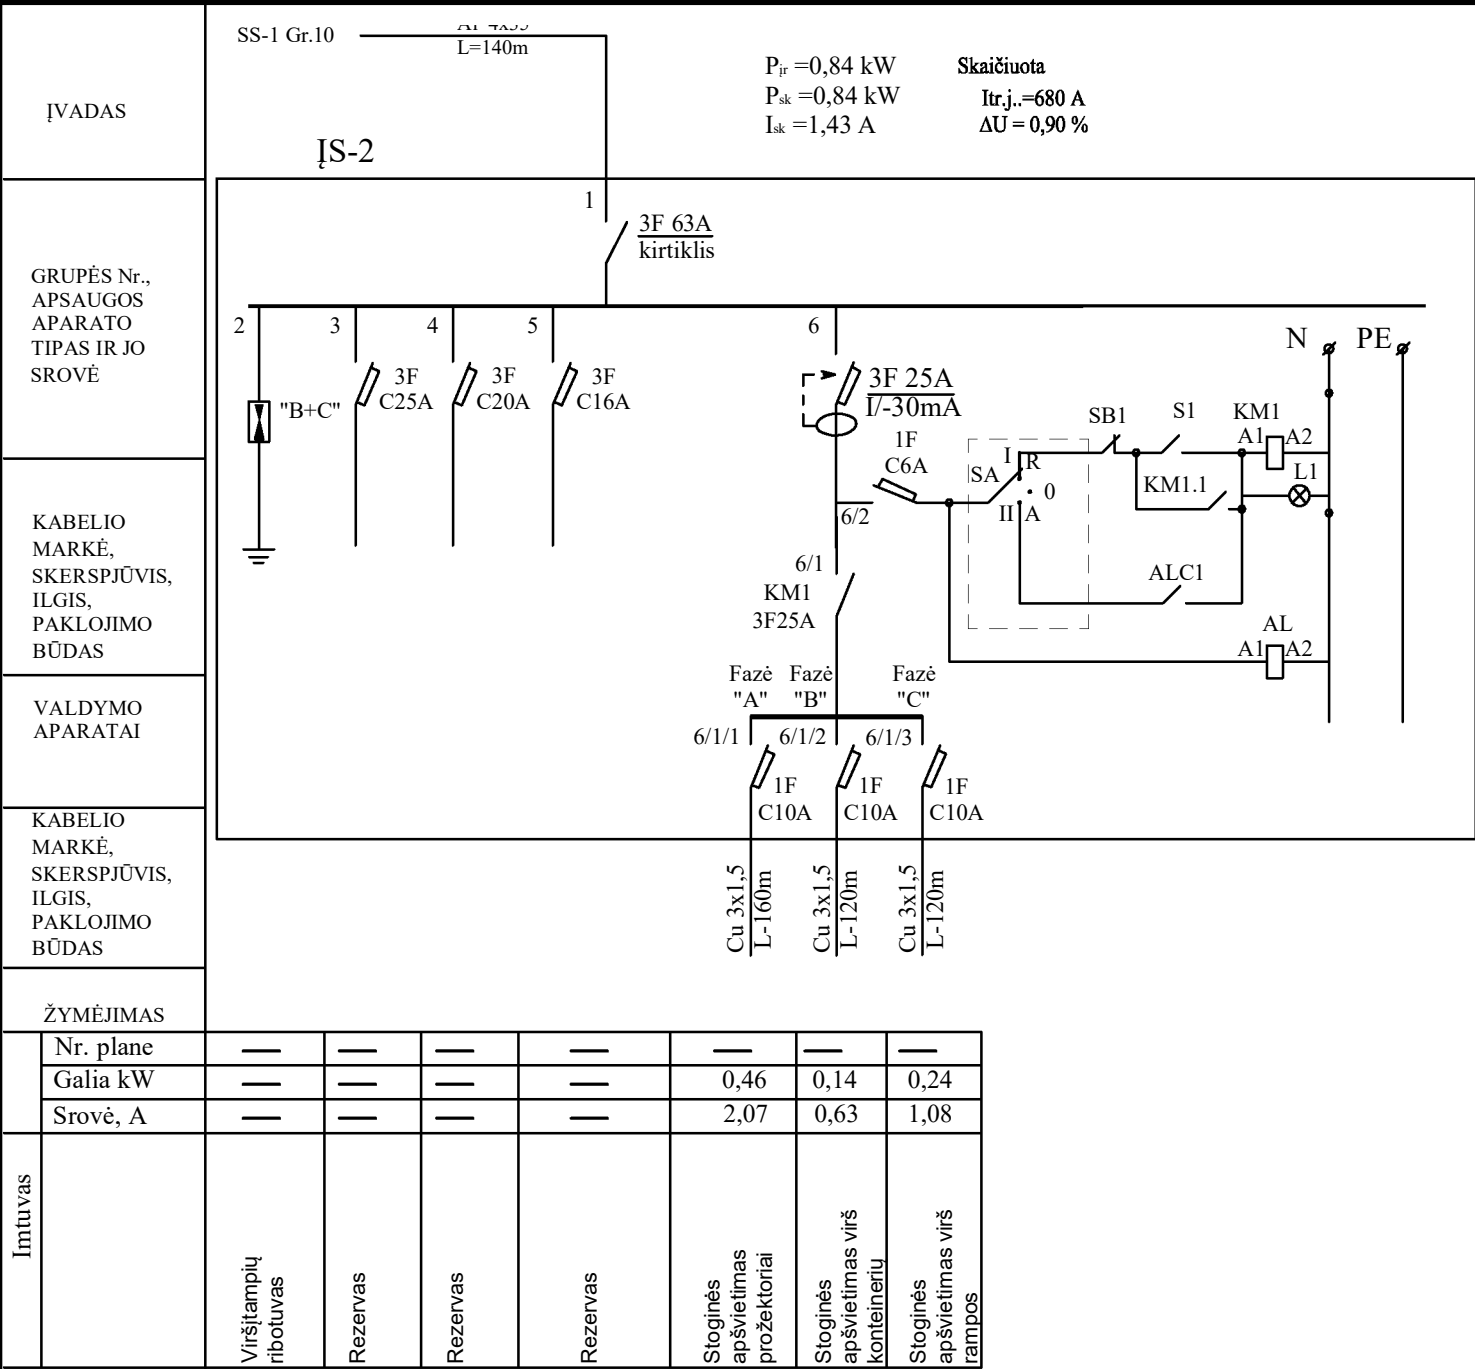 SS-1 Gr.10
L=140m
P įr =0,84 kW
P sk =0,84 kW
I sk =1,43 A
Skaičiuota
Itr.j..=680 A
ΔU = 0,90 %
ĮVADAS
ĮS-2
GRUPĖS Nr.,
APSAUGOS
APARATO
TIPAS IR JO
SROVĖ
1
3F 63A
kirtiklis
2
3
4
5
6
N
PE
"B+C"
3F
C25A
3F
C20A
3F
C16A
3F 25A
I/-30mA
1F
C6A
SA
I
R
0
II
A
SB1
S1
KM1
A1
A2
KM1.1
L1
ALC1
AL
A1
A2
6/2
6/1
KM1
3F25A
KABELIO
MARKĖ,
SKERSPJŪVIS,
ILGIS,
PAKLOJIMO
BŪDAS
VALDYMO
APARATAI
Fazė
"A"
Fazė
"B"
Fazė
"C"
6/1/1
6/1/2
6/1/3
1F
C10A
1F
C10A
1F
C10A
KABELIO
MARKĖ,
SKERSPJŪVIS,
ILGIS,
PAKLOJIMO
BŪDAS
Cu 3x1,5
L-160m
Cu 3x1,5
L-120m
Cu 3x1,5
L-120m
ŽYMĖJIMAS
Nr. plane — — — — — — —
Galia kW — — — — 0,46 0,14 0,24
Srovė, A — — — — 2,07 0,63 1,08
Imtuvas
Viršįtampių
ribotuvas
Rezervas
Rezervas
Rezervas
Stoginės
apšvietimas
prožektoriai
Stoginės
apšvietimas virš
konteinerių
Stoginės
apšvietimas virš
rampos